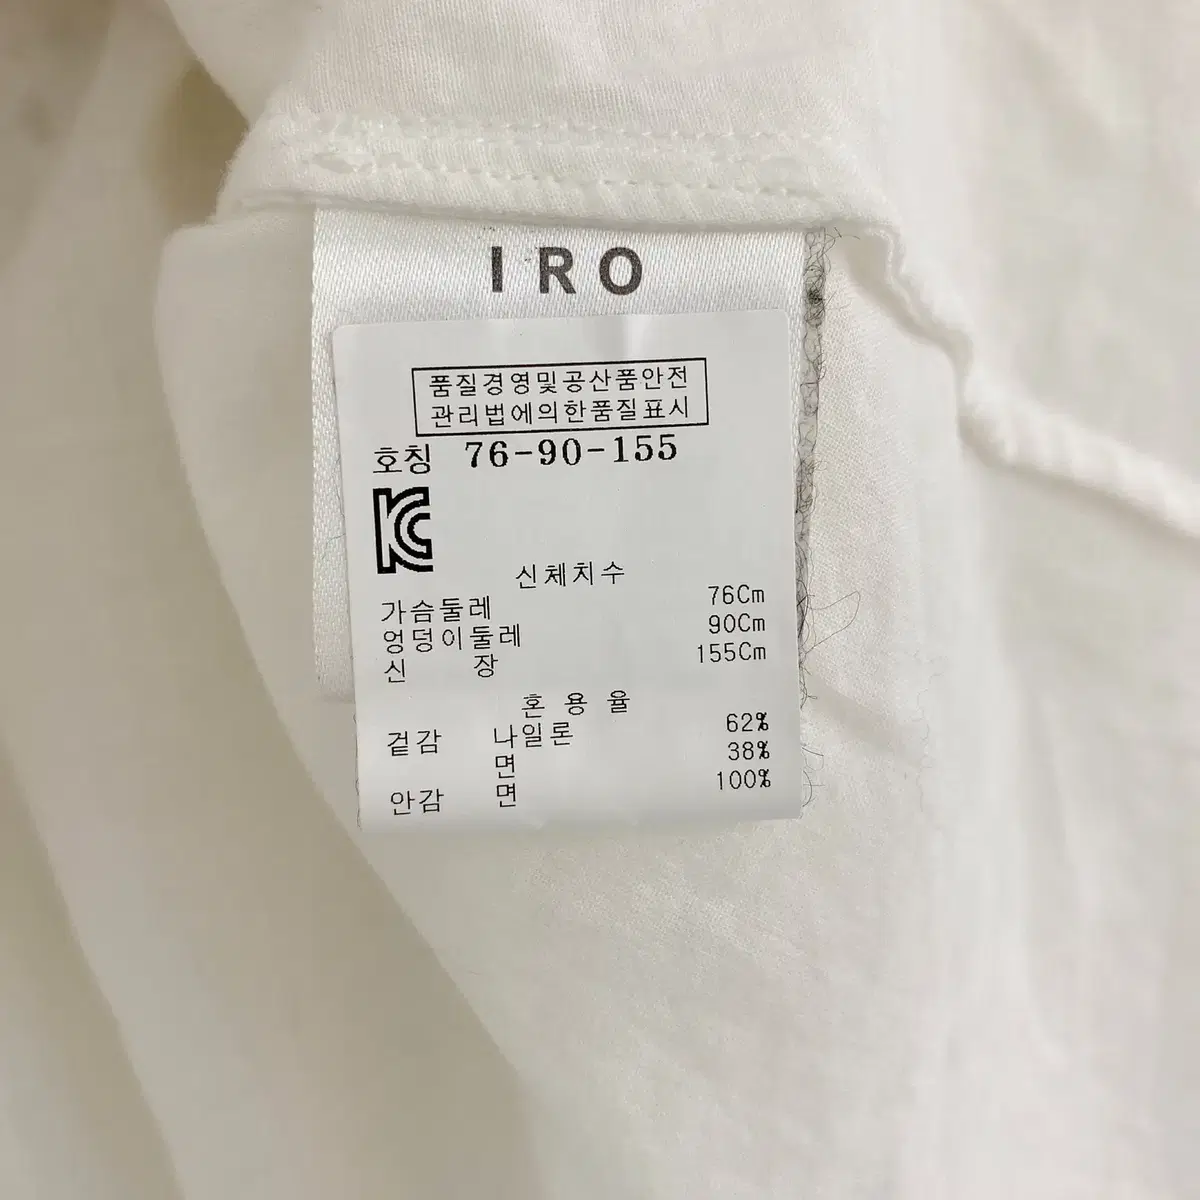 IRO
품질경영및공산품안전
관리법에의한품질표시
호칭 76-90-155
신체치수
가슴둘레 76Cm
엉덩이둘레 90Cm
신 장 155Cm
혼 용 율
겉감 나일론 62%
면 38%
안감 면 100%